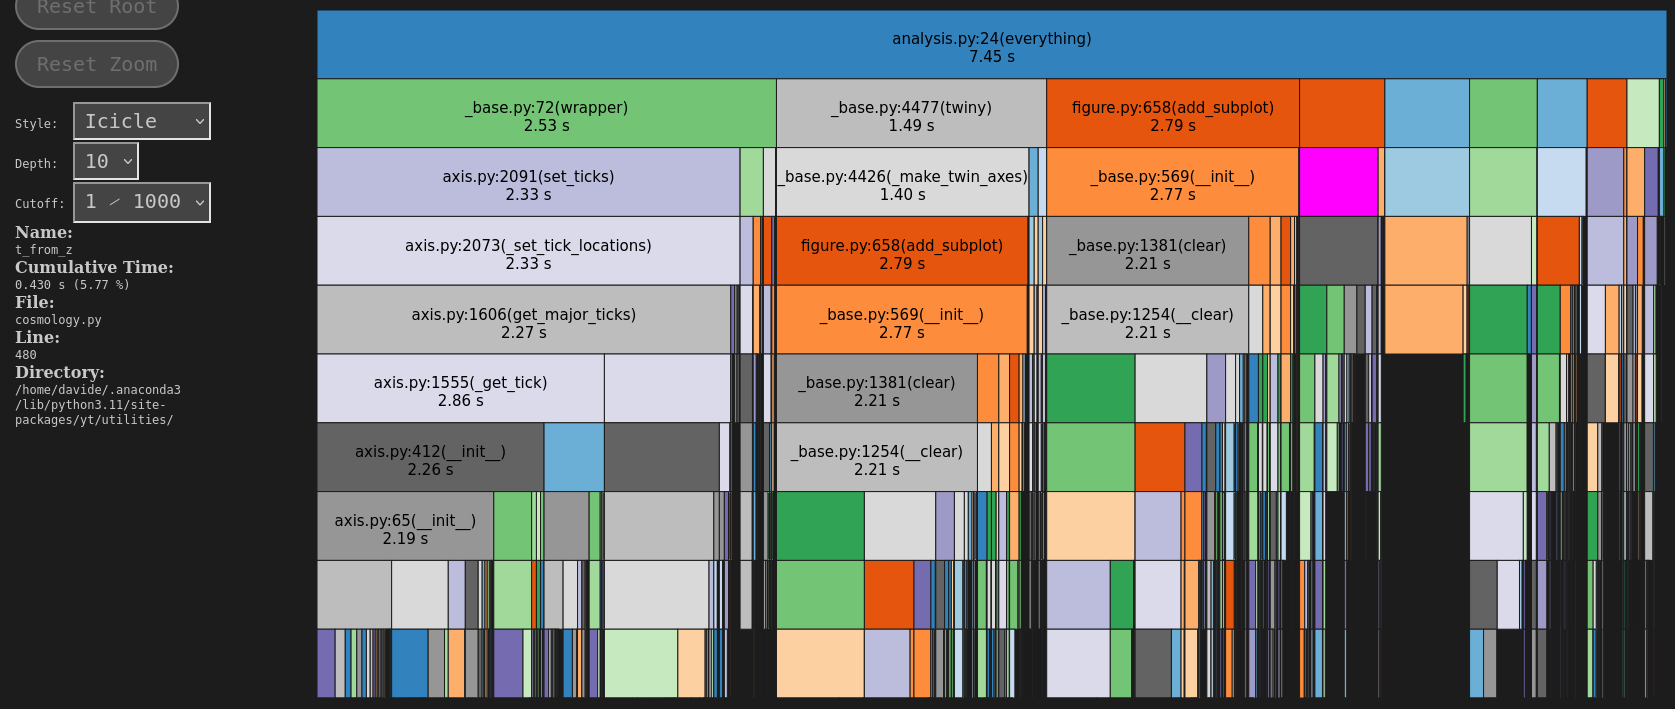 Reset Root
Reset Zoom
Style: Icicle
Depth: 10
Cutoff: 1 / 1000
Name:
t_from_z
Cumulative Time:
0.430 s (5.77 %)
File:
cosmology.py
Line:
480
Directory:
/home/davide/.anaconda3
/lib/python3.11/site-
packages/yt/utilities/
analysis.py:24(everything)
7.45 s
_base.py:72(wrapper)
2.53 s
_base.py:4477(twiny)
1.49 s
figure.py:658(add_subplot)
2.79 s
axis.py:2091(set_ticks)
2.33 s
_base.py:4426(_make_twin_axes)
1.40 s
_base.py:569(__init__)
2.77 s
axis.py:2073(_set_tick_locations)
2.33 s
figure.py:658(add_subplot)
2.79 s
_base.py:1381(clear)
2.21 s
axis.py:1606(get_major_ticks)
2.27 s
_base.py:569(__init__)
2.77 s
_base.py:1254(__clear)
2.21 s
axis.py:1555(_get_tick)
2.86 s
_base.py:1381(clear)
2.21 s
axis.py:412(__init__)
2.26 s
_base.py:1254(__clear)
2.21 s
axis.py:65(__init__)
2.19 s